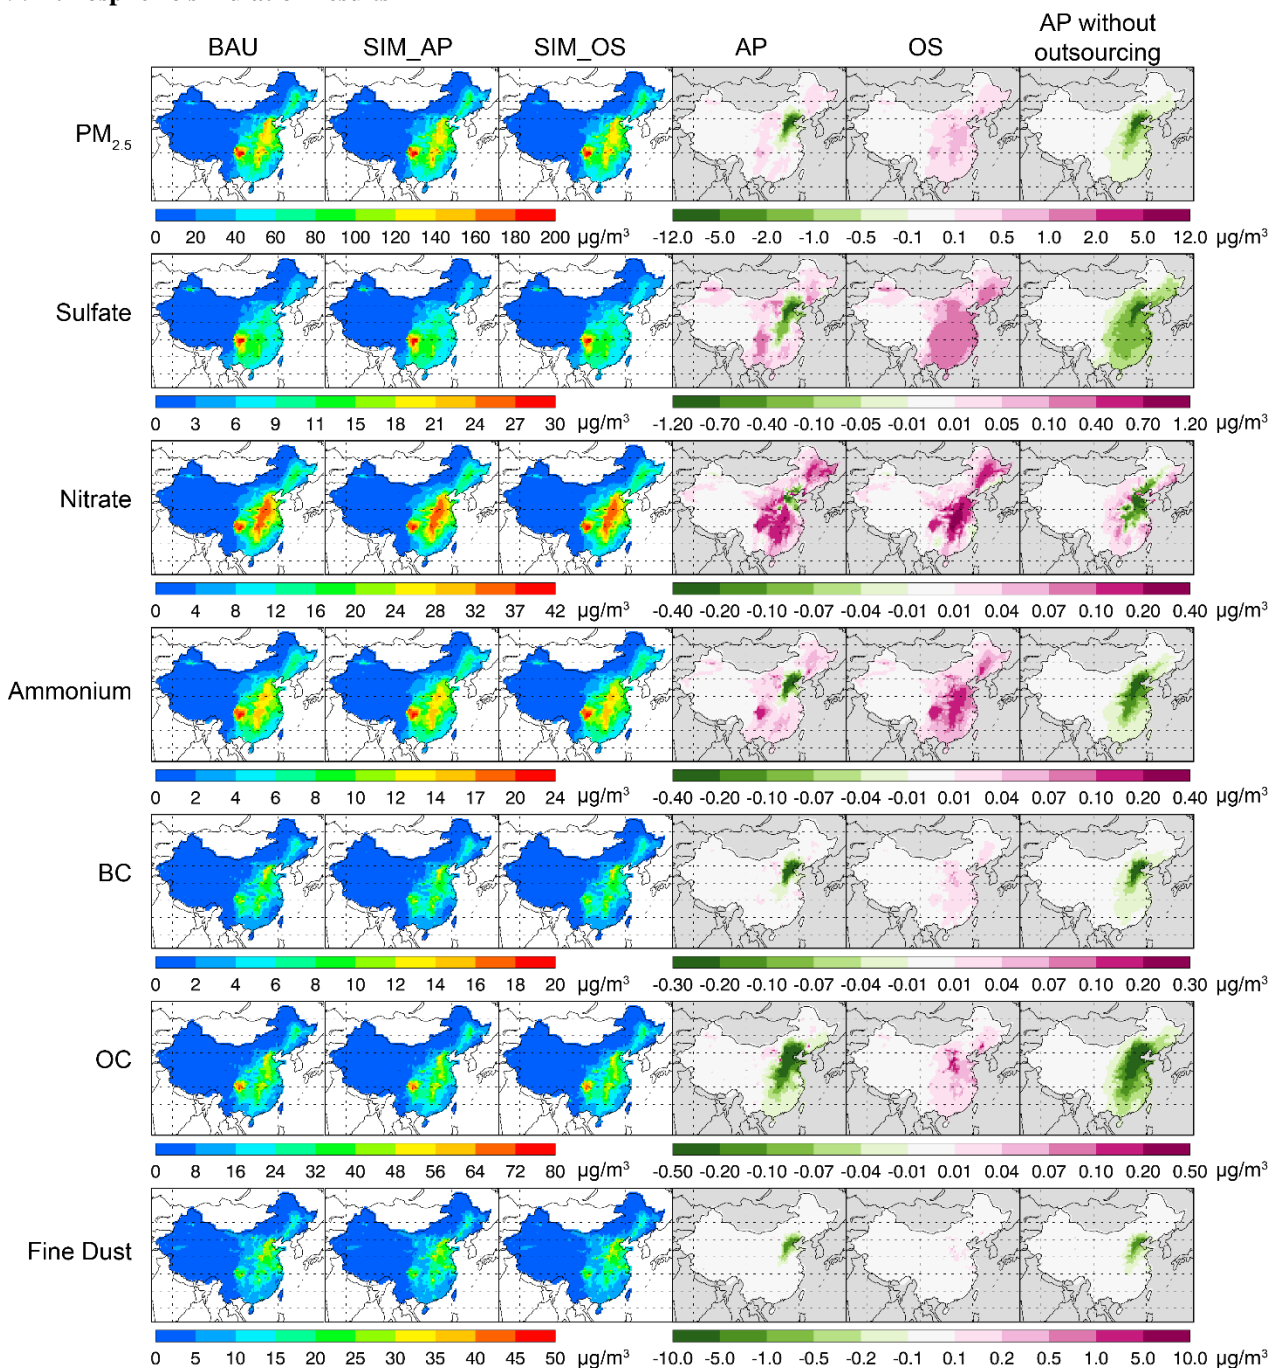 BAU SIM_AP SIM_OS AP OS AP without outsourcing
PM2.5
0 20 40 60 80 100 120 140 160 180 200 µg/m³ -12.0 -5.0 -2.0 -1.0 -0.5 -0.1 0.1 0.5 1.0 2.0 5.0 12.0 µg/m³
Sulfate
0 3 6 9 11 15 18 21 24 27 30 µg/m³ -1.20 -0.70 -0.40 -0.10 -0.05 -0.01 0.01 0.05 0.10 0.40 0.70 1.20 µg/m³
Nitrate
0 4 8 12 16 20 24 28 32 37 42 µg/m³ -0.40 -0.20 -0.10 -0.07 -0.04 -0.01 0.01 0.04 0.07 0.10 0.20 0.40 µg/m³
Ammonium
0 2 4 6 8 10 12 14 17 20 24 µg/m³ -0.40 -0.20 -0.10 -0.07 -0.04 -0.01 0.01 0.04 0.07 0.10 0.20 0.40 µg/m³
BC
0 2 4 6 8 10 12 14 16 18 20 µg/m³ -0.30 -0.20 -0.10 -0.07 -0.04 -0.01 0.01 0.04 0.07 0.10 0.20 0.30 µg/m³
OC
0 8 16 24 32 40 48 56 64 72 80 µg/m³ -0.50 -0.20 -0.10 -0.07 -0.04 -0.01 0.01 0.04 0.07 0.10 0.20 0.50 µg/m³
Fine Dust
0 5 10 15 20 25 30 35 40 45 50 µg/m³ -10.0 -5.0 -1.0 -0.5 -0.2 -0.1 0.1 0.2 0.5 1.0 5.0 10.0 µg/m³